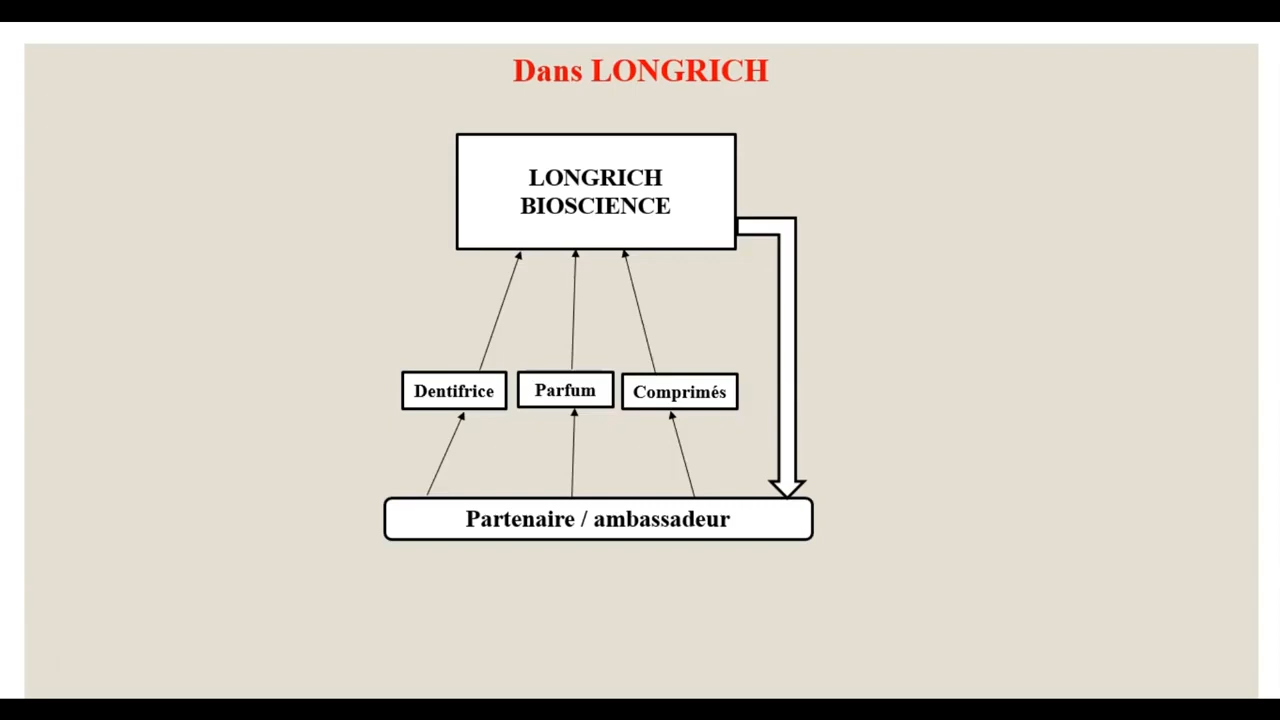 Dans LONGRICH
LONGRICH
BIOSCIENCE
Dentifrice
Parfum
Comprimés
Partenaire / ambassadeur